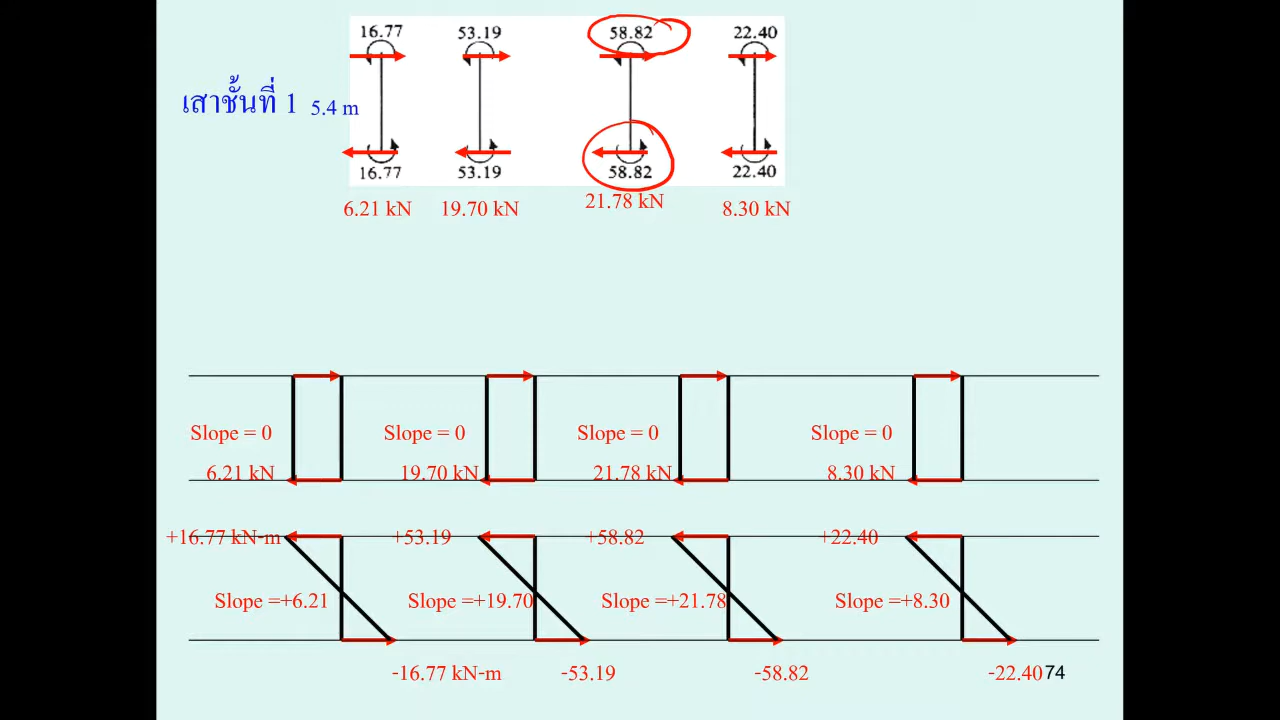 16.77 53.19 58.82 22.40
เสาชั้นที่ 1 5.4 m
16.77 53.19 58.82 22.40
6.21 kN 19.70 kN 21.78 kN 8.30 kN
Slope = 0 Slope = 0 Slope = 0 Slope = 0
6.21 kN 19.70 kN 21.78 kN 8.30 kN
+16.77 kN-m +53.19 +58.82 +22.40
Slope =+6.21 Slope =+19.70 Slope =+21.78 Slope =+8.30
-16.77 kN-m -53.19 -58.82 -22.40 74